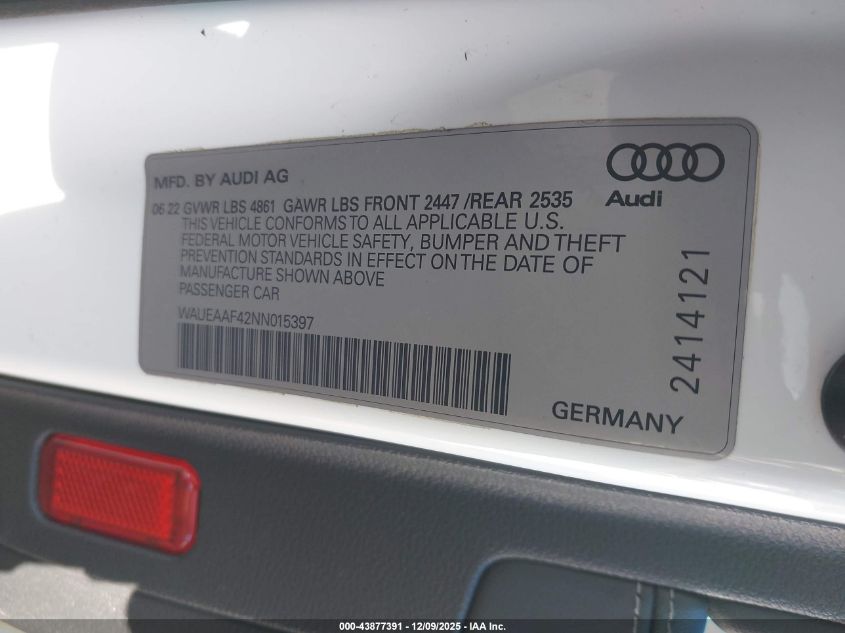 MFD. BY AUDI AG
Audi
06 22 GVWR LBS 4861 GAWR LBS FRONT 2447 /REAR 2535
THIS VEHICLE CONFORMS TO ALL APPLICABLE U.S.
FEDERAL MOTOR VEHICLE SAFETY, BUMPER AND THEFT
PREVENTION STANDARDS IN EFFECT ON THE DATE OF
MANUFACTURE SHOWN ABOVE
PASSENGER CAR
WAUEAAF42NN015397
2414121
GERMANY
000-43877391 - 12/09/2025 - IAA Inc.